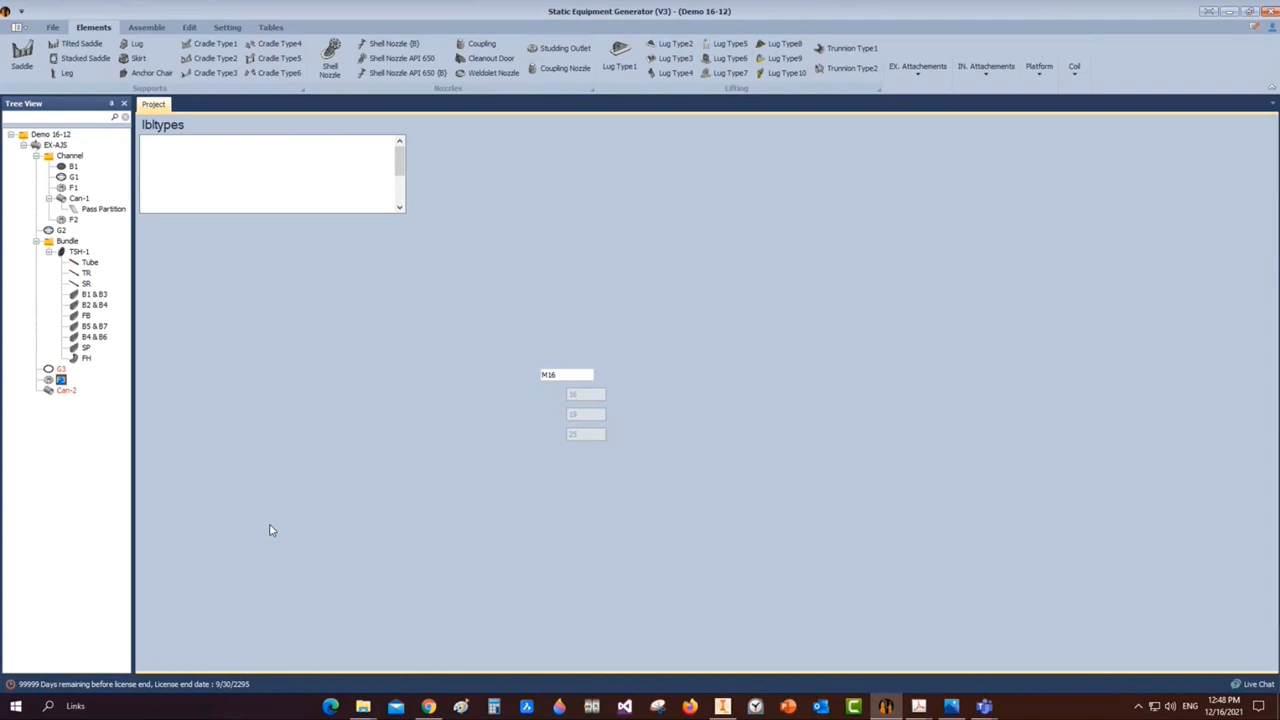 Static Equipment Generator (V3) - (Demo 16-12)
File Elements Assemble Edit Setting Tables
Saddle
Tilted Saddle
Stacked Saddle
Leg
Lug
Skirt
Anchor Chair
Cradle Type1
Cradle Type2
Cradle Type3
Cradle Type4
Cradle Type5
Cradle Type6
Supports
Shell
Nozzle
Shell Nozzle (B)
Shell Nozzle API 650
Shell Nozzle API 650 (B)
Coupling
Cleanout Door
Weldolet Nozzle
Studding Outlet
Coupling Nozzle
Nozzles
Lug Type1
Lug Type2
Lug Type3
Lug Type4
Lug Type5
Lug Type6
Lug Type7
Lug Type8
Lug Type9
Lug Type10
Trunnion Type1
Trunnion Type2
Lifting
EX. Attachements
IN. Attachements
Platform
Coil
Tree View
Demo 16-12
EX-AJS
Channel
B1
G1
F1
Can-1
Pass Partition
F2
G2
Bundle
TSH-1
Tube
TR
SR
B1 & B3
B2 & B4
FB
B5 & B7
B4 & B6
SP
FH
G3
F3
Can-2
Project
lbltypes
M16
16
19
25
99999 Days remaining before license end, License end date : 9/30/2295
Live Chat
Links
ENG
12:48 PM
12/16/2021